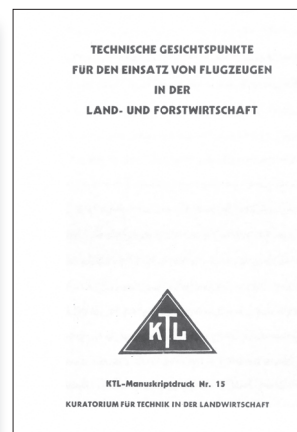 TECHNISCHE GESICHTSPUNKTE
FÜR DEN EINSATZ VON FLUGZEUGEN
IN DER
LAND- UND FORSTWIRTSCHAFT
KTL
KTL-Manuskriptdruck Nr. 15
KURATORIUM FÜR TECHNIK IN DER LANDWIRTSCHAFT